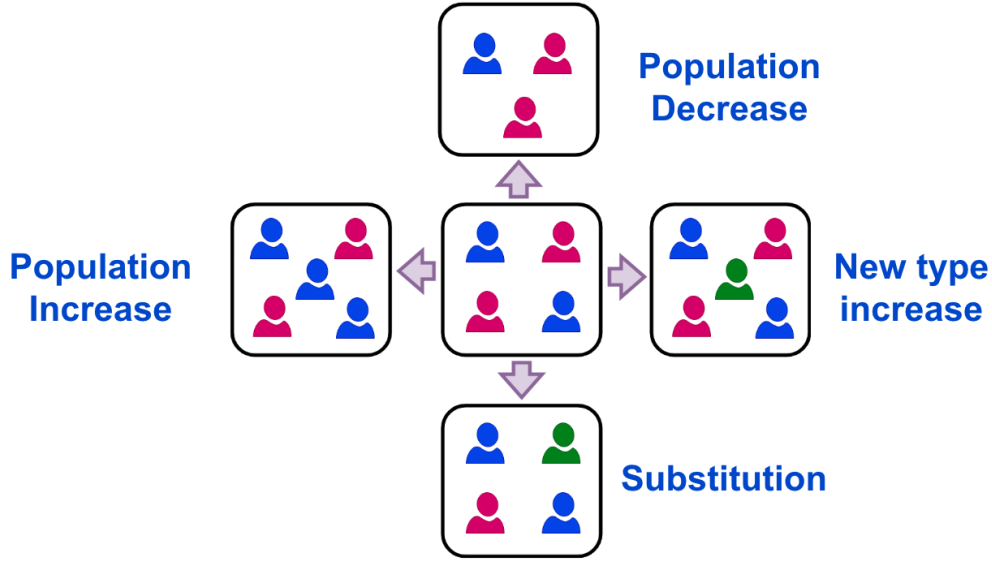 Population
Decrease
Population
Increase
New type
increase
Substitution